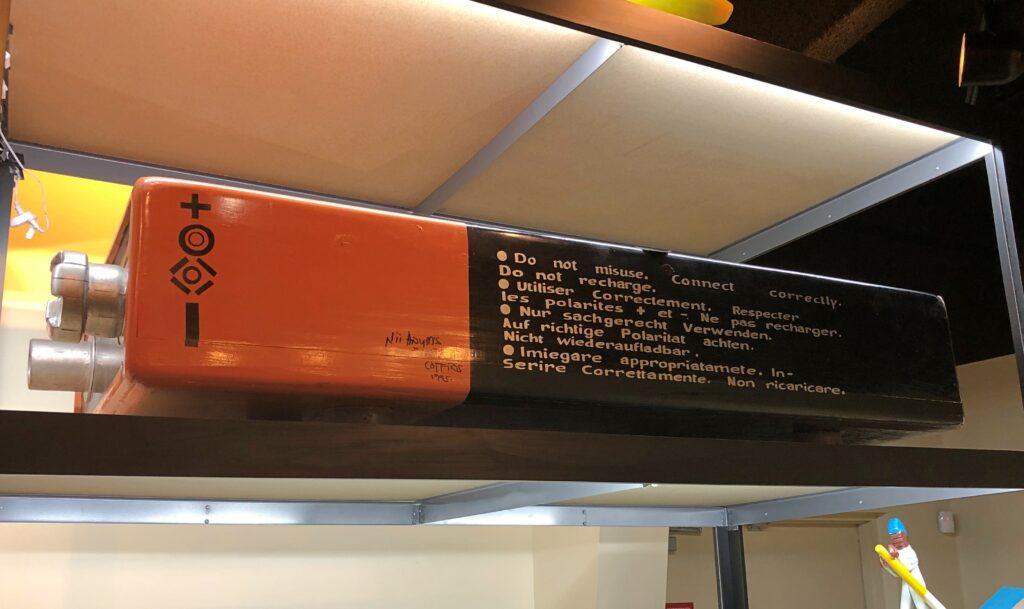 +
-
● Do not misuse. Connect correctly.
Do not recharge.
● Utiliser Correclement. Respecter
les polarites + et -. Ne pas recharger.
● Nur sachgerecht Verwenden.
Auf richtige Polaritat achten.
Nicht wiederaufladbar.
● Imiegare appropriatamete. In-
Serire Correttamente. Non ricaricare.